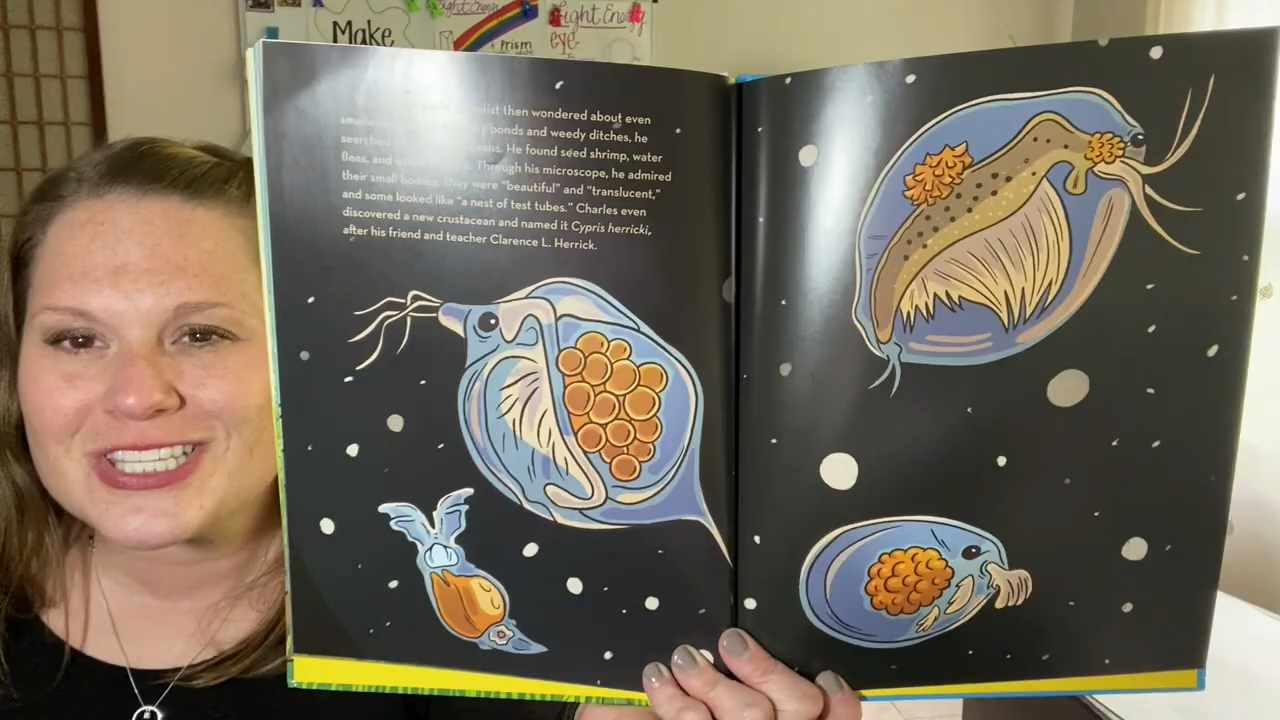 Light Energy
Light Energy
Make
eye
Prism
then wondered about even
ponds and weedy ditches, he
searched He found seed shrimp, water
fleas, and Through his microscope, he admired
their small bodies. They were "beautiful" and "translucent,"
and some looked like "a nest of test tubes." Charles even
discovered a new crustacean and named it Cypris herricki,
after his friend and teacher Clarence L. Herrick.